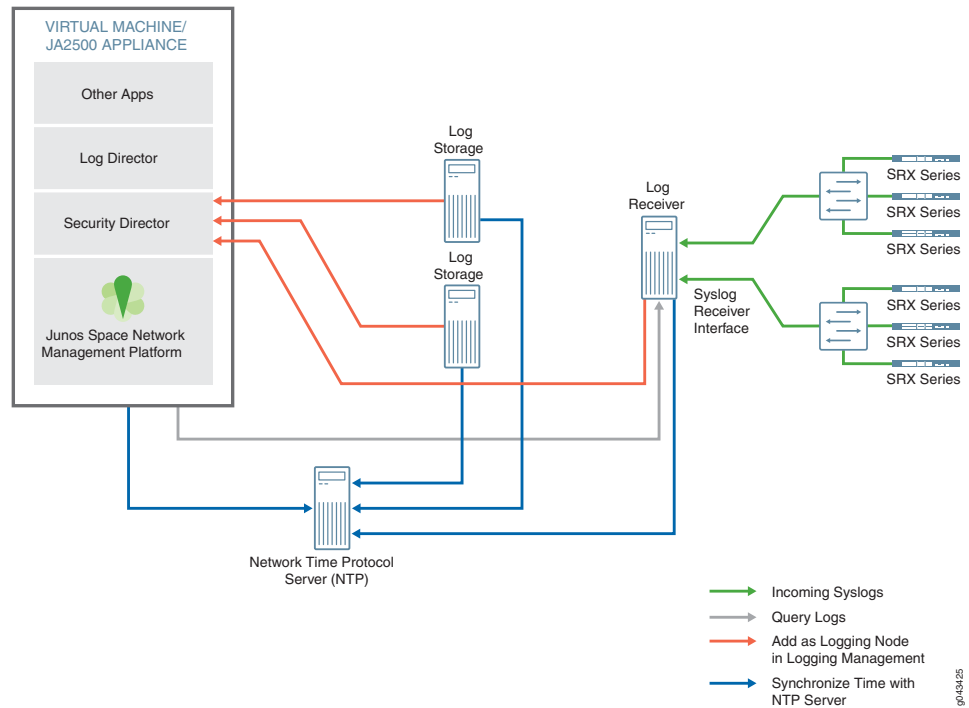 VIRTUAL MACHINE/
JA2500 APPLIANCE
Other Apps
Log Director
Security Director
Junos Space Network
Management Platform
Log
Storage
Log
Storage
Log
Receiver
Syslog
Receiver
Interface
SRX Series
SRX Series
SRX Series
SRX Series
SRX Series
SRX Series
Network Time Protocol
Server (NTP)
Incoming Syslogs
Query Logs
Add as Logging Node
in Logging Management
Synchronize Time with
NTP Server
g043425